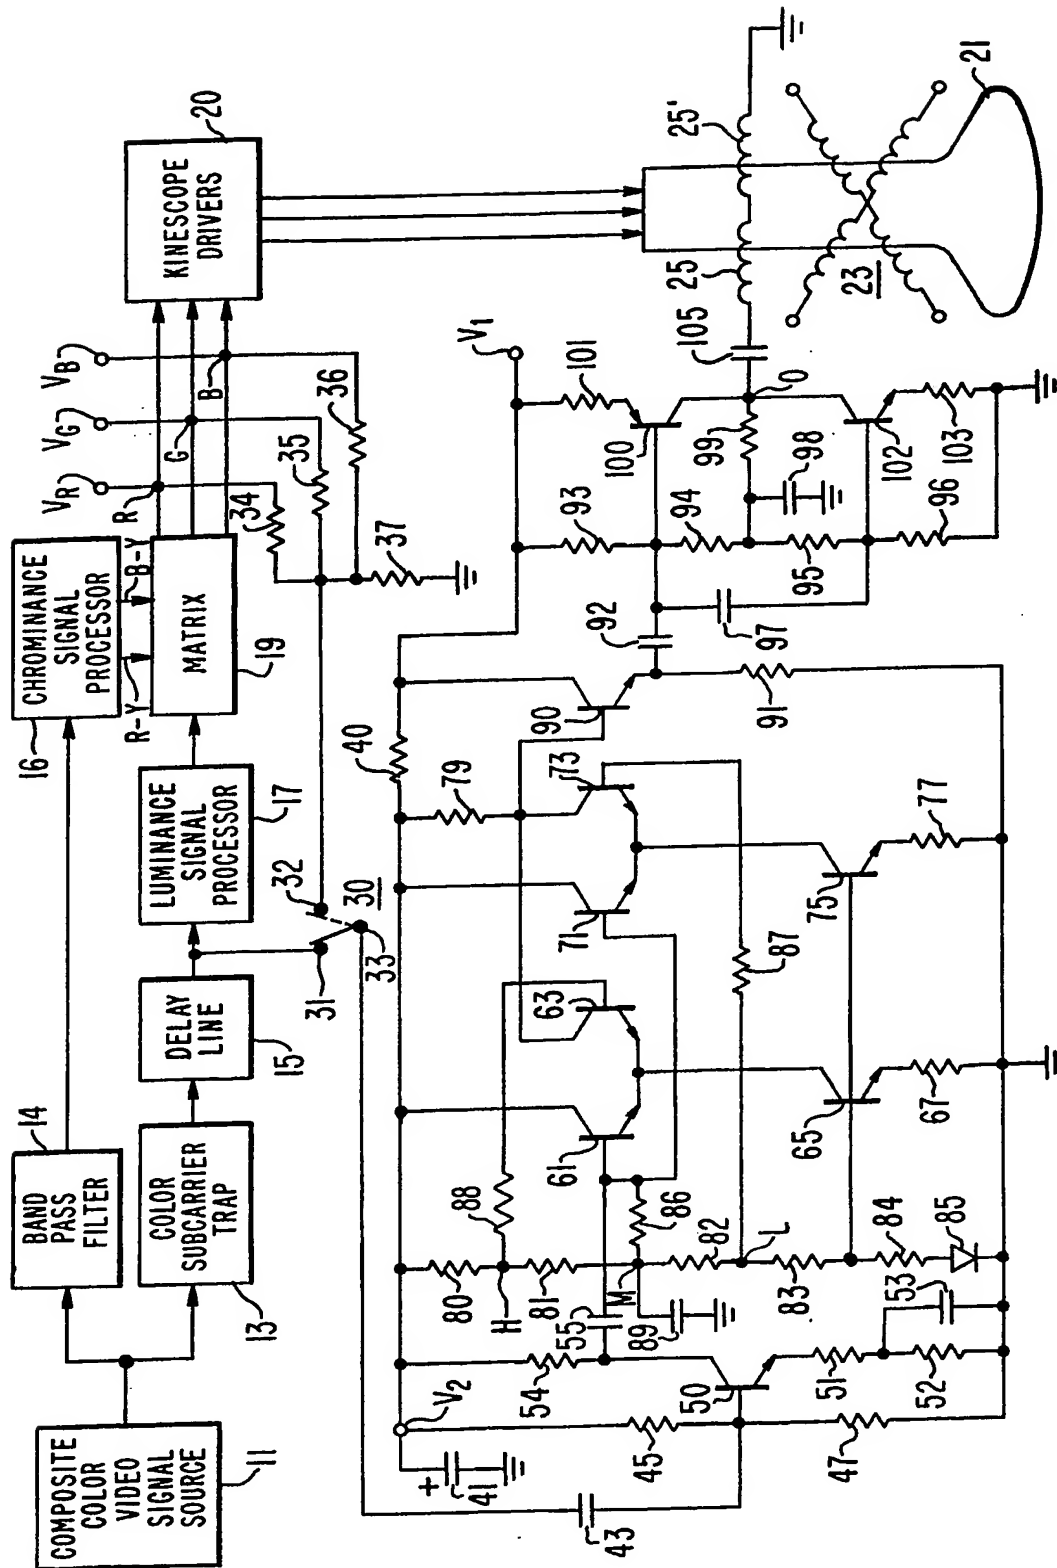 COMPOSITE
COLOR
VIDEO
SIGNAL
SOURCE
11
BAND
PASS
FILTER
14
COLOR
SUBCARRIER
TRAP
13
DELAY
LINE
15
CHROMINANCE
SIGNAL
PROCESSOR
16
LUMINANCE
SIGNAL
PROCESSOR
17
R-Y
B-Y
MATRIX
19
KINESCOPE
DRIVERS
20
VR
VG
VB
R
G
B
34
35
36
37
31
32
33
30
40
V1
V2
+
41
43
45
47
50
51
52
53
54
55
61
63
65
67
71
73
75
77
79
80
81
82
83
84
85
86
87
88
89
H
M
L
90
91
92
93
94
95
96
97
98
99
100
101
102
103
O
105
25
25'
23
21